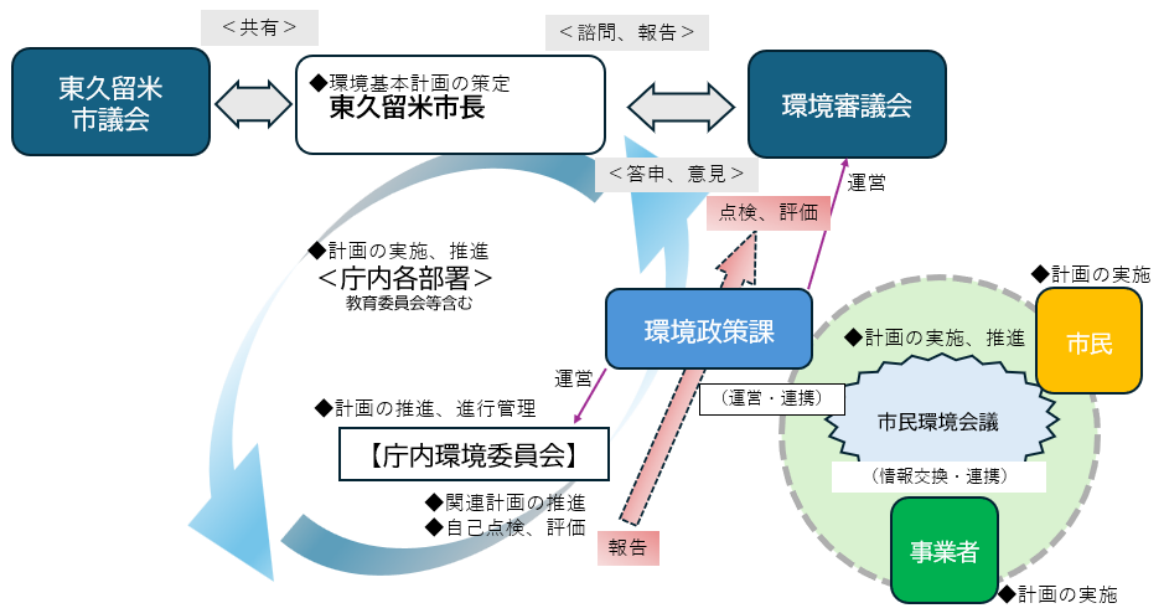 ＜共有＞
＜諮問、報告＞
東久留米
市議会
◆環境基本計画の策定
東久留米市長
環境審議会
＜答申、意見＞
運営
点検、評価
◆計画の実施、推進
＜庁内各部署＞
教育委員会等含む
◆計画の実施
環境政策課
◆計画の実施、推進
市民
運営
（運営・連携）
◆計画の推進、進行管理
市民環境会議
【庁内環境委員会】
（情報交換・連携）
◆関連計画の推進
◆自己点検、評価
報告
事業者
◆計画の実施